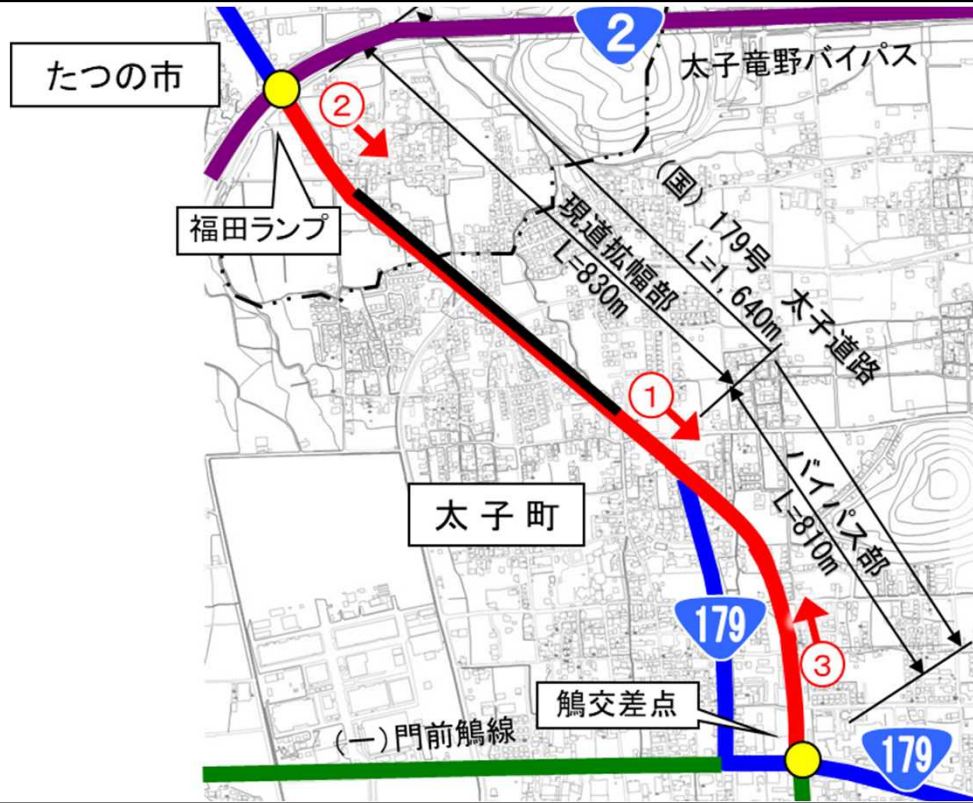 2
太子竜野バイパス
たつの市
②
福田ランプ
(国) 179号 太子道路
L=1,640m
現道拡幅部
L=830m
①
バイパス部
L=810m
太子町
179
③
鵤交差点
(一)門前鵤線
179